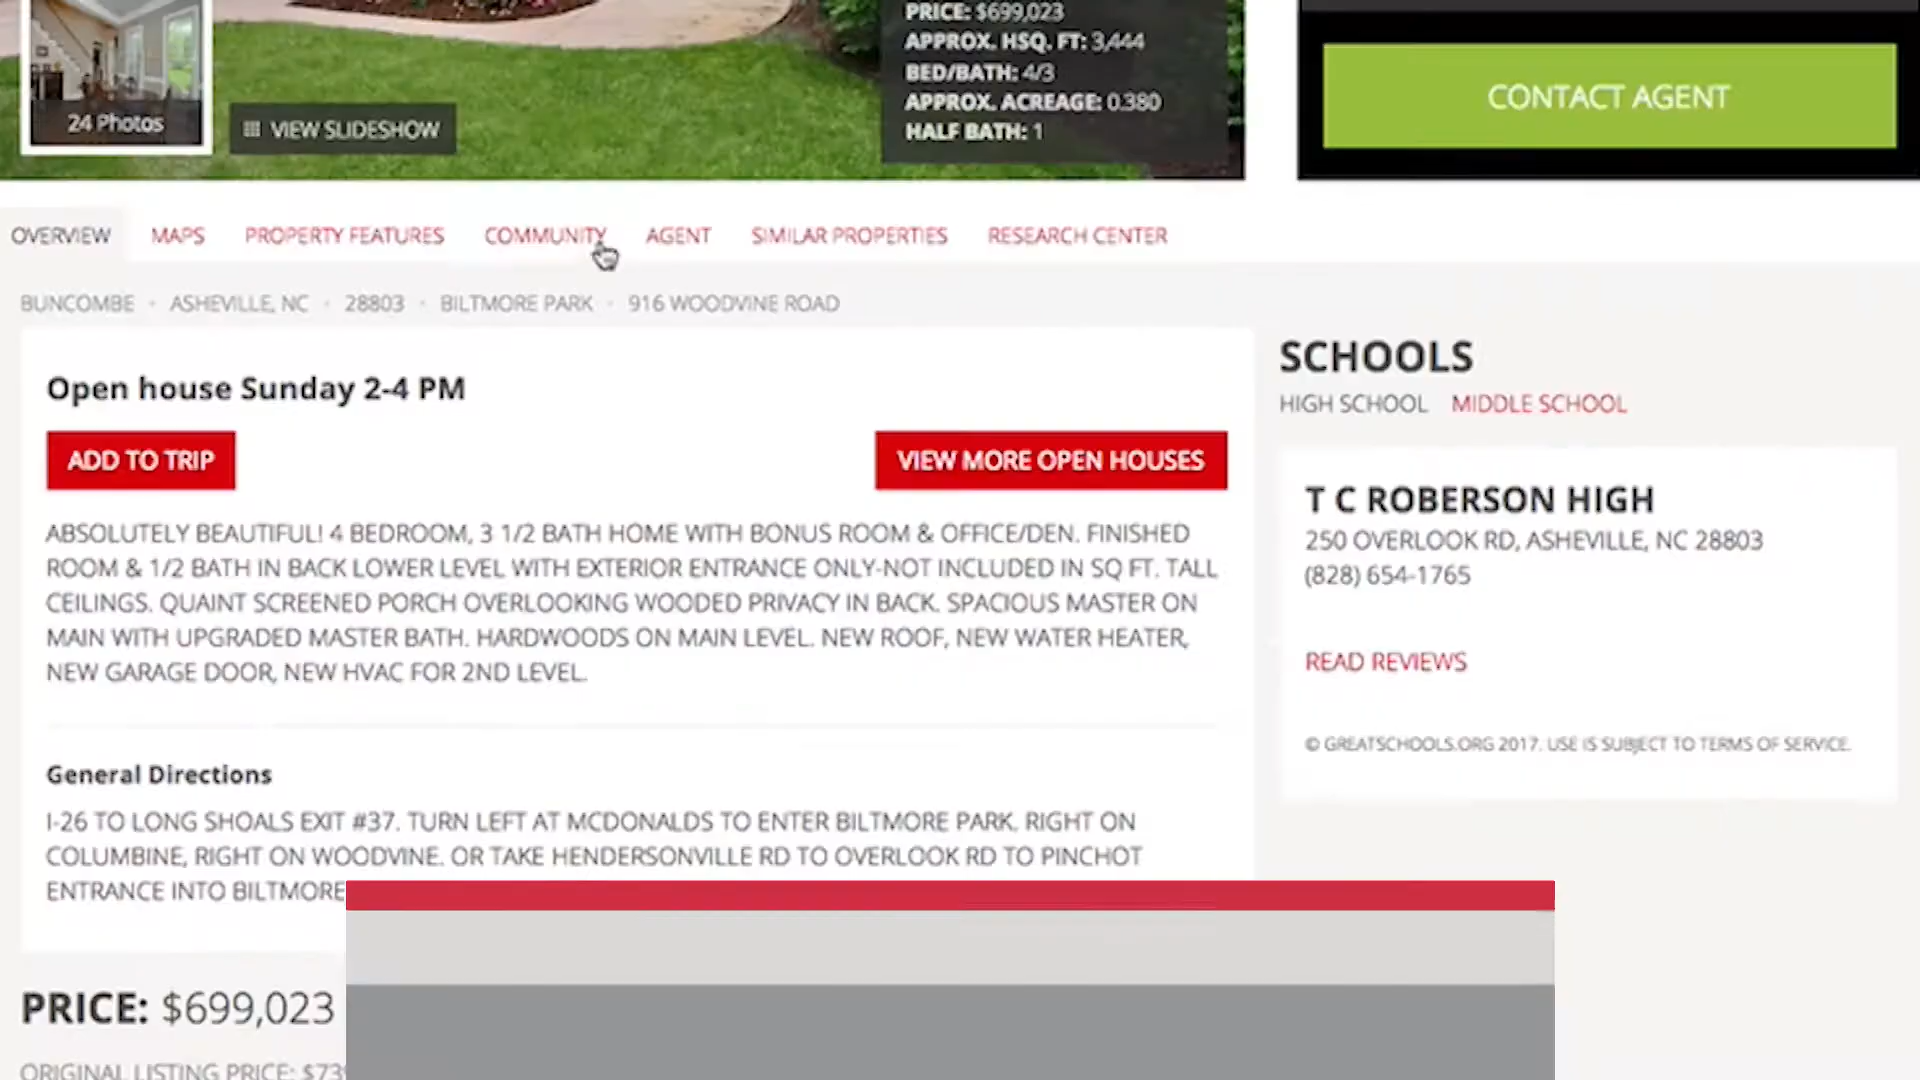 PRICE: $699,023
APPROX. HSQ. FT: 3,444
BED/BATH: 4/3
APPROX. ACREAGE: 0.380
HALF BATH: 1
24 Photos
VIEW SLIDESHOW
CONTACT AGENT
OVERVIEW MAPS PROPERTY FEATURES COMMUNITY AGENT SIMILAR PROPERTIES RESEARCH CENTER
BUNCOMBE · ASHEVILLE, NC · 28803 · BILTMORE PARK · 916 WOODVINE ROAD
Open house Sunday 2-4 PM
ADD TO TRIP
VIEW MORE OPEN HOUSES
ABSOLUTELY BEAUTIFUL! 4 BEDROOM, 3 1/2 BATH HOME WITH BONUS ROOM & OFFICE/DEN. FINISHED
ROOM & 1/2 BATH IN BACK LOWER LEVEL WITH EXTERIOR ENTRANCE ONLY-NOT INCLUDED IN SQ FT. TALL
CEILINGS. QUAINT SCREENED PORCH OVERLOOKING WOODED PRIVACY IN BACK. SPACIOUS MASTER ON
MAIN WITH UPGRADED MASTER BATH. HARDWOODS ON MAIN LEVEL. NEW ROOF, NEW WATER HEATER,
NEW GARAGE DOOR, NEW HVAC FOR 2ND LEVEL.
General Directions
I-26 TO LONG SHOALS EXIT #37. TURN LEFT AT MCDONALDS TO ENTER BILTMORE PARK. RIGHT ON
COLUMBINE, RIGHT ON WOODVINE. OR TAKE HENDERSONVILLE RD TO OVERLOOK RD TO PINCHOT
ENTRANCE INTO BILTMORE
PRICE: $699,023
ORIGINAL LISTING PRICE:
SCHOOLS
HIGH SCHOOL MIDDLE SCHOOL
T C ROBERSON HIGH
250 OVERLOOK RD, ASHEVILLE, NC 28803
(828) 654-1765
READ REVIEWS
© GREATSCHOOLS.ORG 2017. USE IS SUBJECT TO TERMS OF SERVICE.